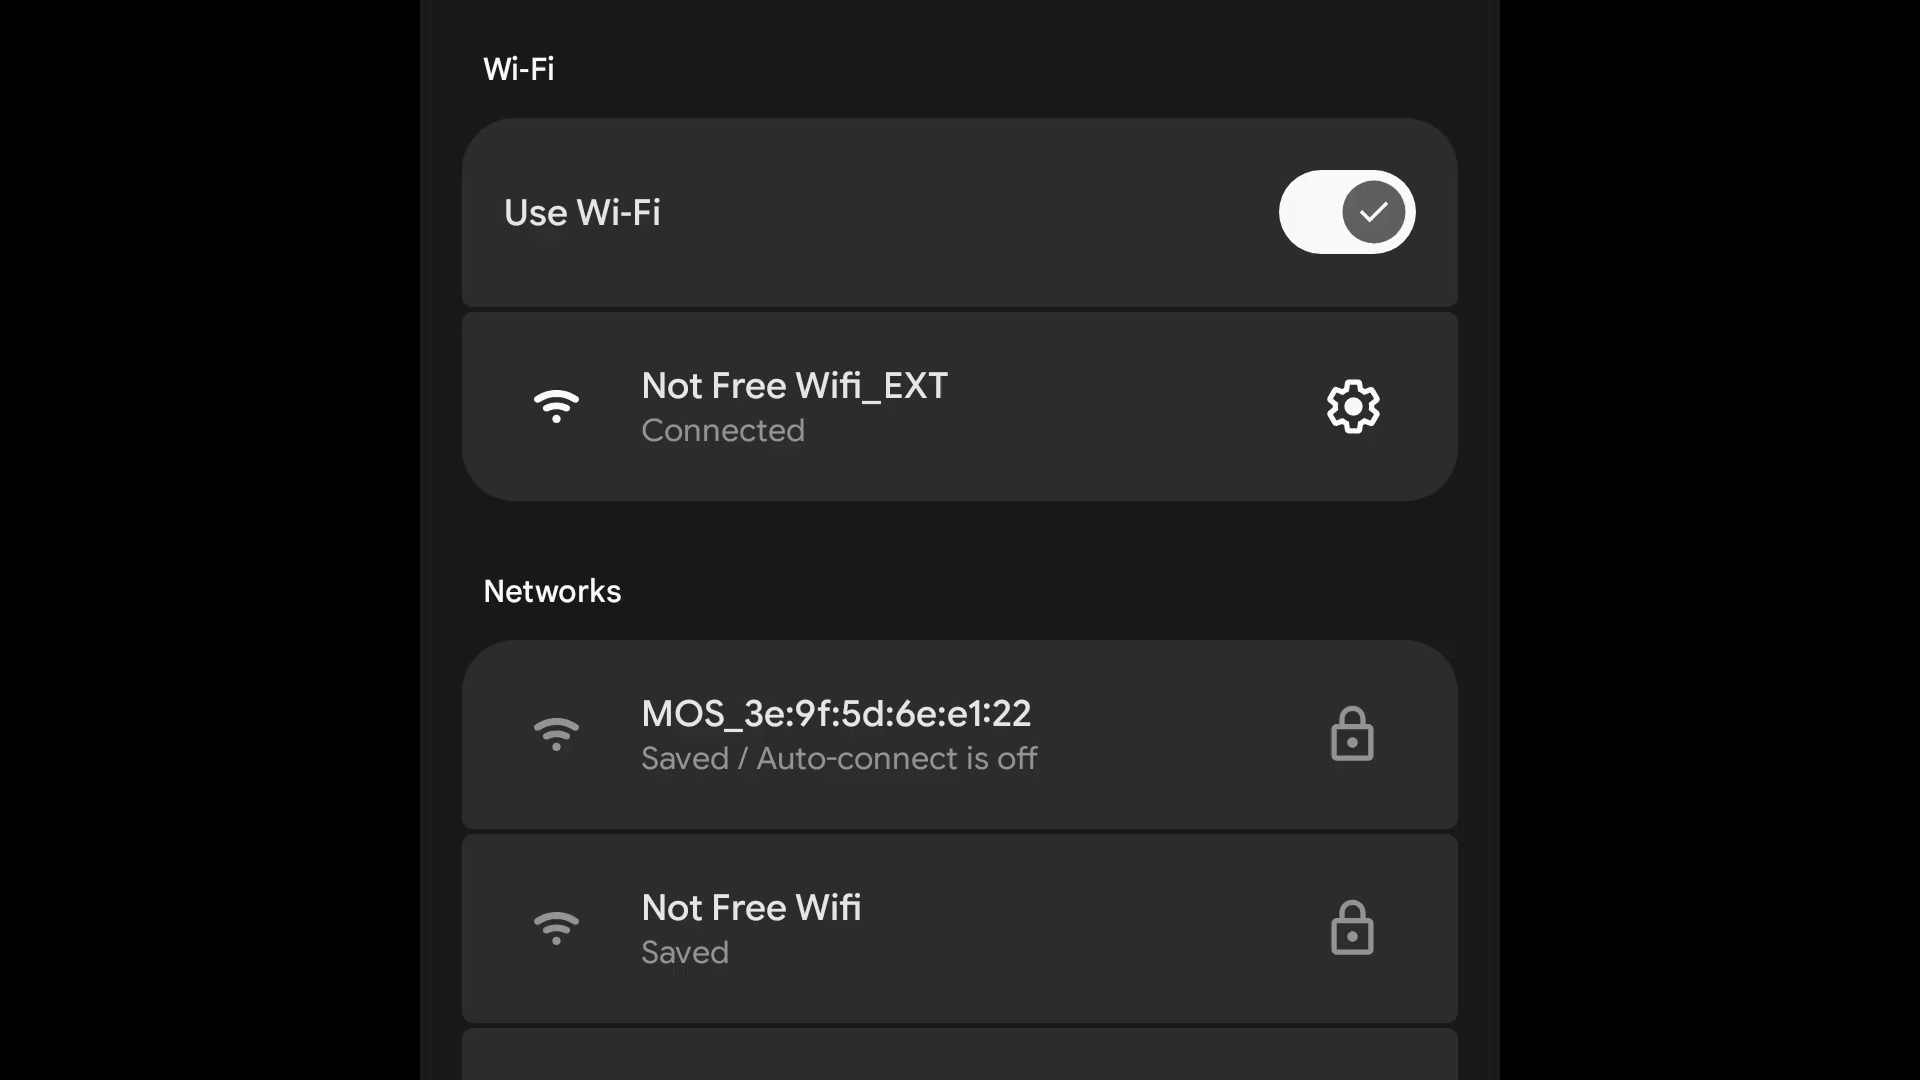 Wi-Fi
Use Wi-Fi
Not Free Wifi_EXT
Connected
Networks
MOS_3e:9f:5d:6e:e1:22
Saved / Auto-connect is off
Not Free Wifi
Saved